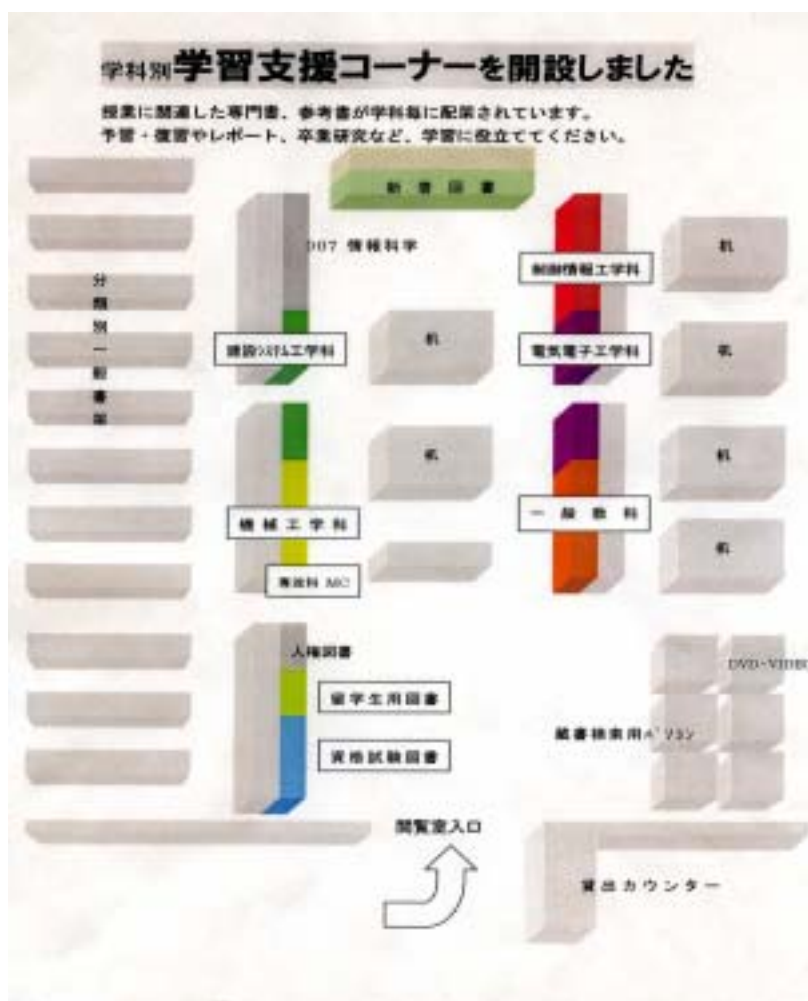 学科別学習支援コーナーを開設しました
授業に関連した専門書、参考書が学科毎に配架されています。
予習・復習やレポート、卒業研究など、学習に役立ててください。
新着図書
007 情報科学
制御情報工学科
机
分類別一般書架
建設システム工学科
机
電気電子工学科
机
机
机
機械工学科
一般教科
専攻科 MC
机
人権図書
DVD・VIDEO
留学生用図書
蔵書検索用パソコン
資格試験図書
閲覧室入口
貸出カウンター